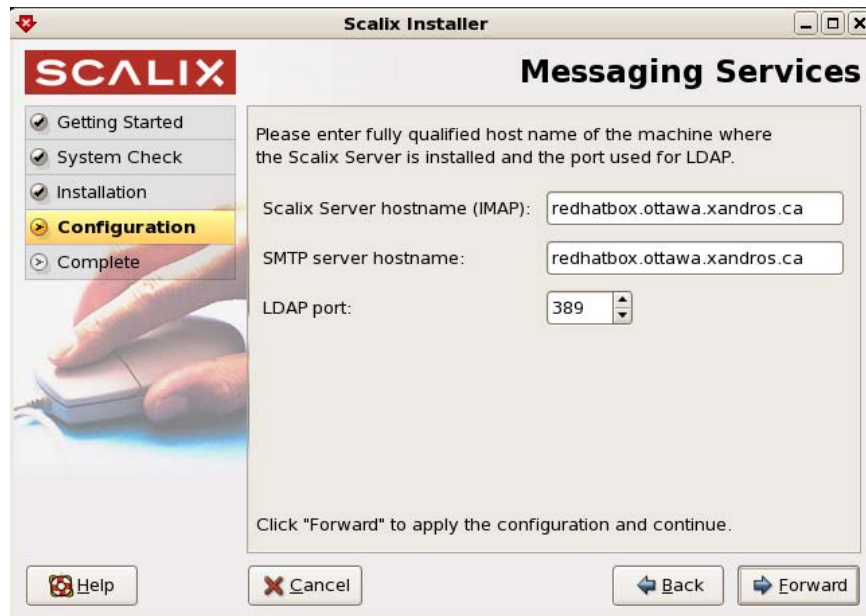 Scalix Installer
SCALIX
Messaging Services
Getting Started
System Check
Installation
Configuration
Complete
Please enter fully qualified host name of the machine where
the Scalix Server is installed and the port used for LDAP.
Scalix Server hostname (IMAP): redhatbox.ottawa.xandros.ca
SMTP server hostname: redhatbox.ottawa.xandros.ca
LDAP port: 389
Click "Forward" to apply the configuration and continue.
Help Cancel Back Forward